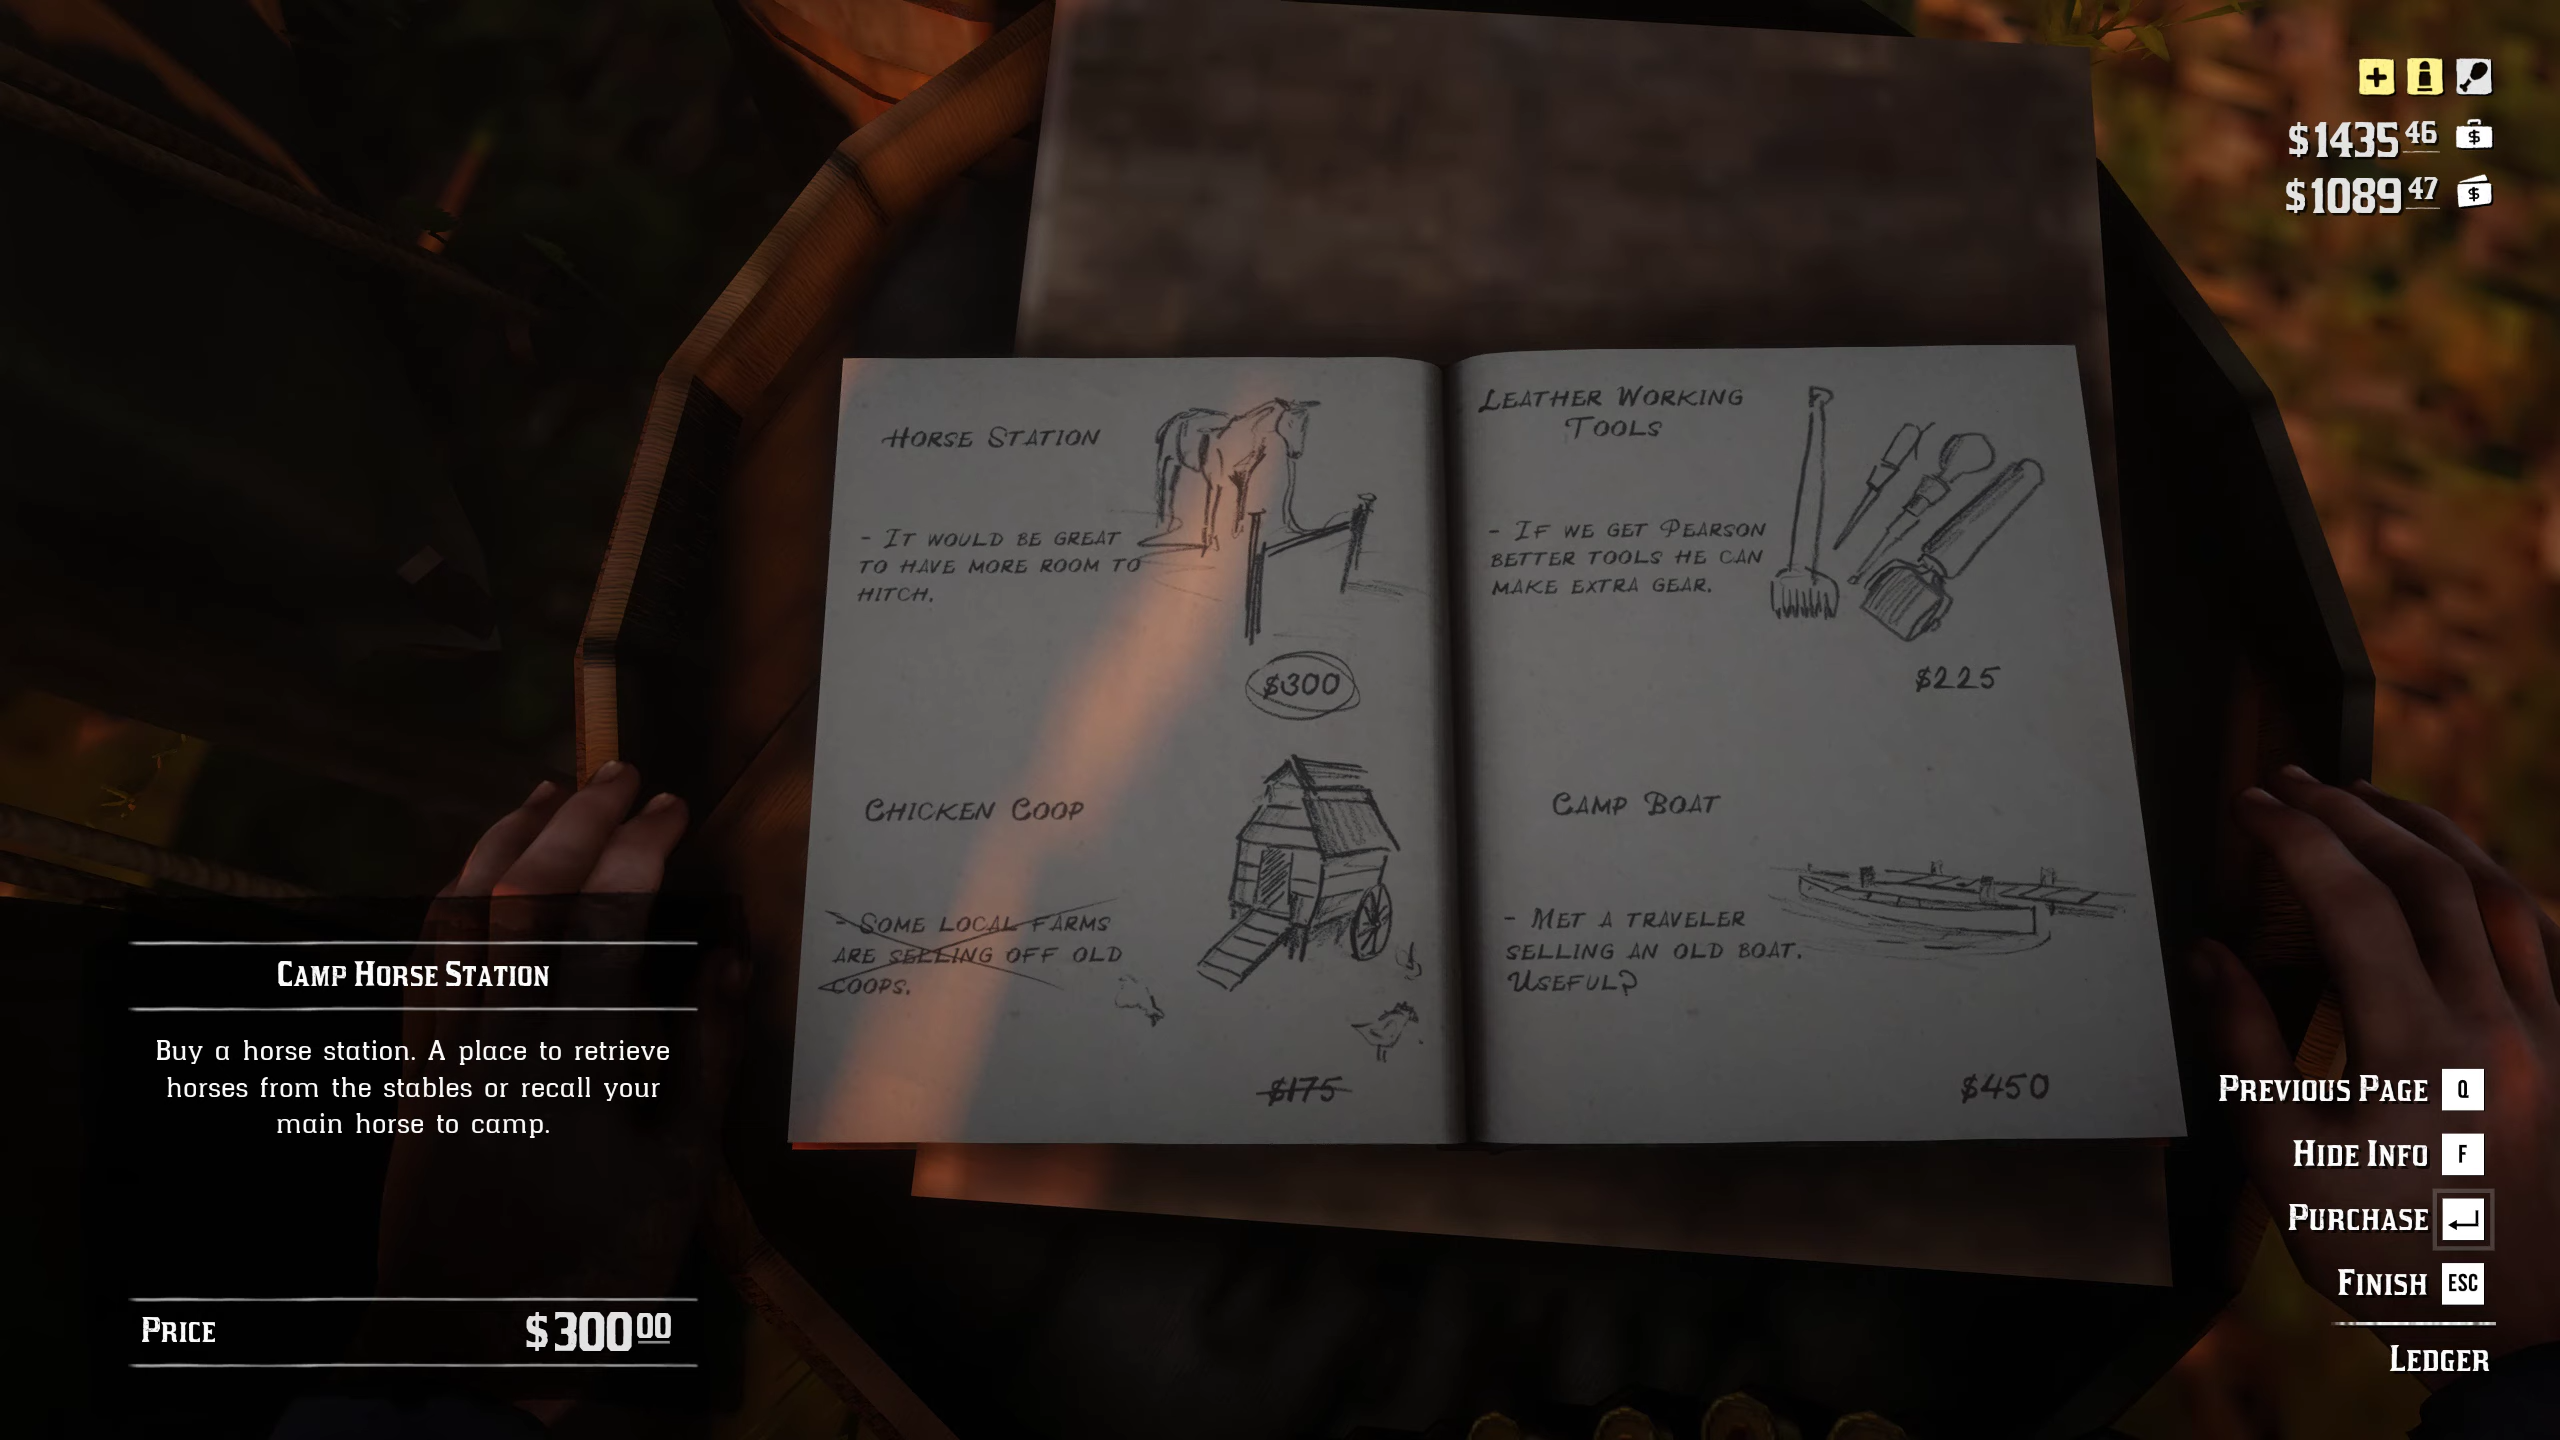 $1435 46
$
$1089 47
$
Horse Station
- It would be great
to have more room to
hitch.
$300
Chicken Coop
- Some local farms
are selling off old
coops.
$175
Leather Working
Tools
- If we get Pearson
better tools he can
make extra gear.
$225
Camp Boat
- Met a traveler
selling an old boat.
Useful?
$450
Camp Horse Station
Buy a horse station. A place to retrieve
horses from the stables or recall your
main horse to camp.
Price $300 00
Previous Page Q
Hide Info F
Purchase
Finish ESC
Ledger